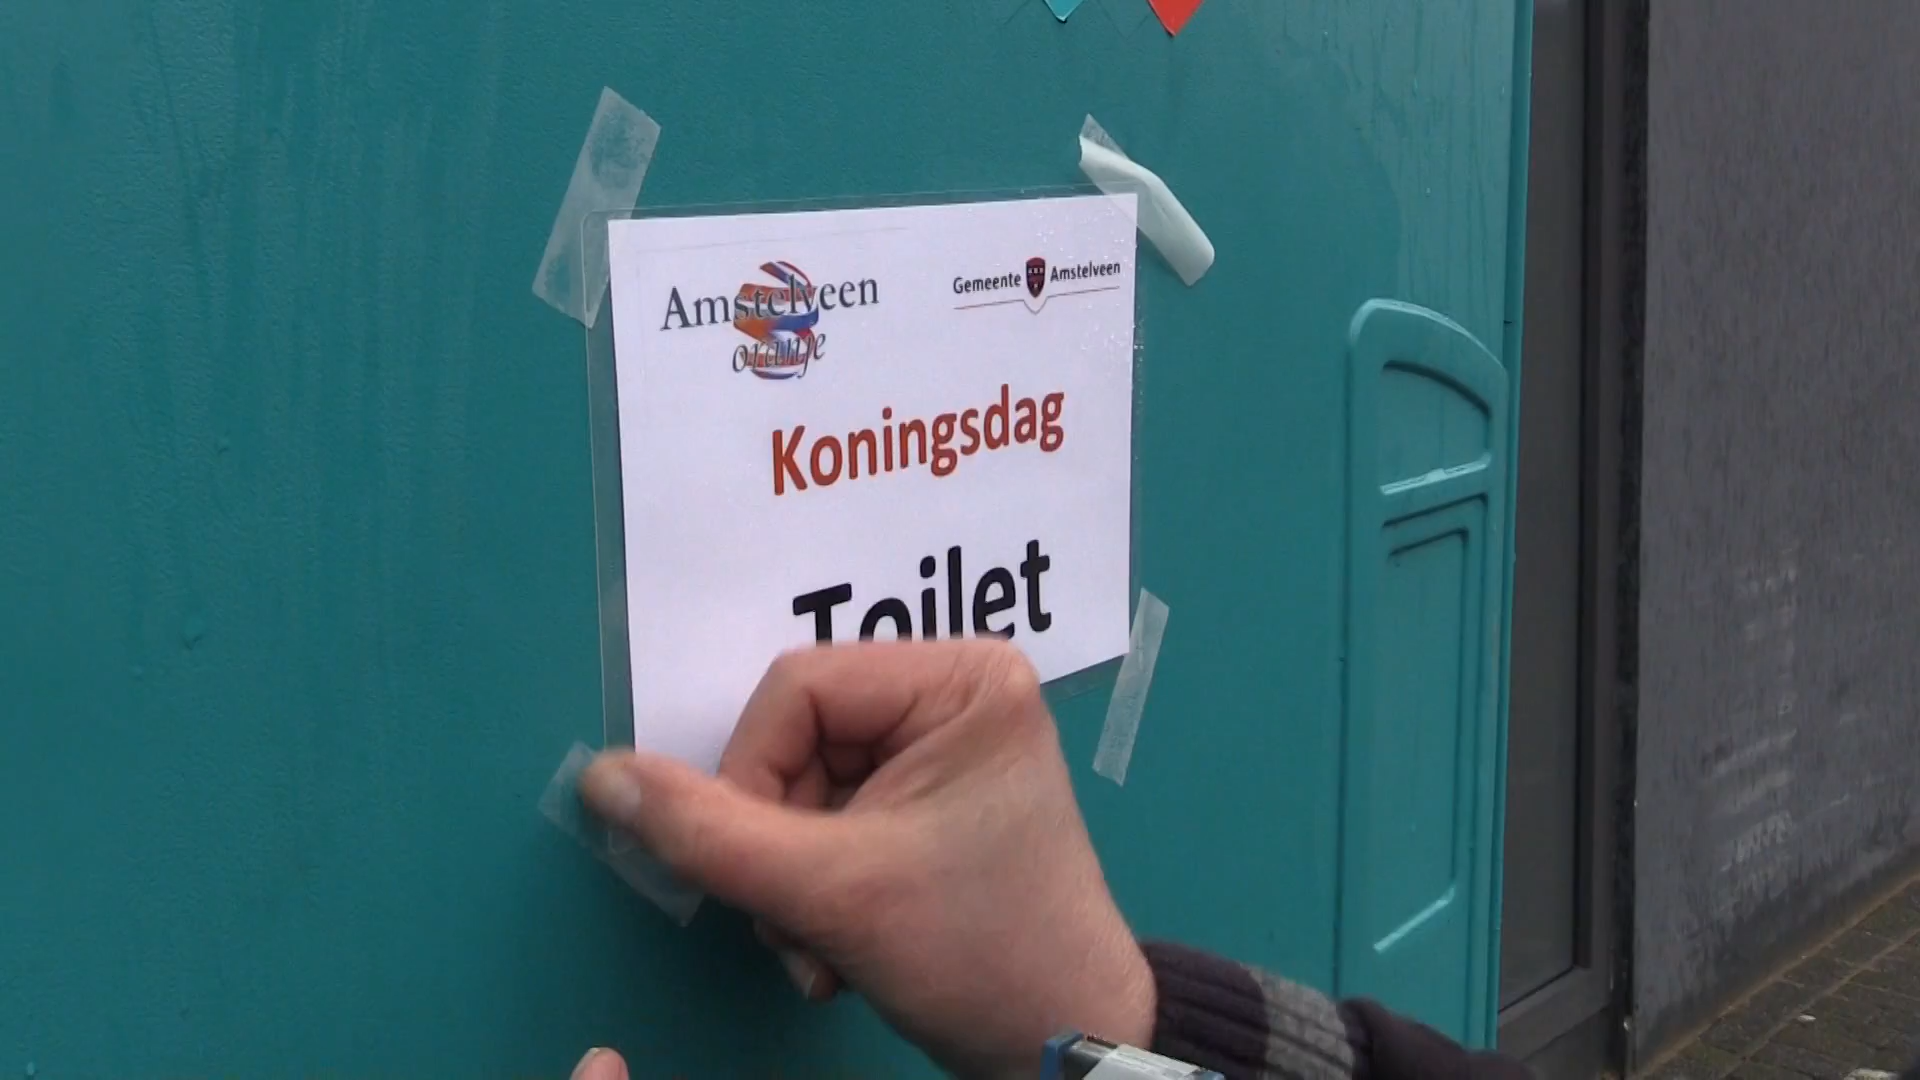 Amstelveen
oranje
Gemeente Amstelveen
Koningsdag
Toilet